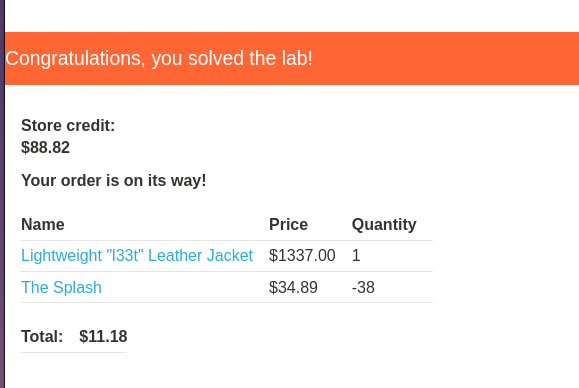 Congratulations, you solved the lab!
Store credit:
$88.82
Your order is on its way!
Name Price Quantity
Lightweight "l33t" Leather Jacket $1337.00 1
The Splash $34.89 -38
Total: $11.18